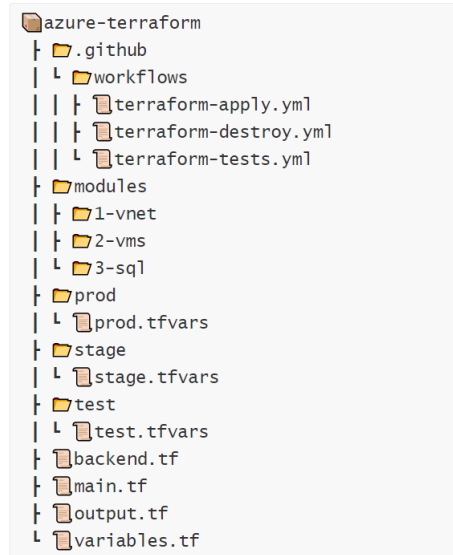 azure-terraform
.github
workflows
terraform-apply.yml
terraform-destroy.yml
terraform-tests.yml
modules
1-vnet
2-vms
3-sql
prod
prod.tfvars
stage
stage.tfvars
test
test.tfvars
backend.tf
main.tf
output.tf
variables.tf